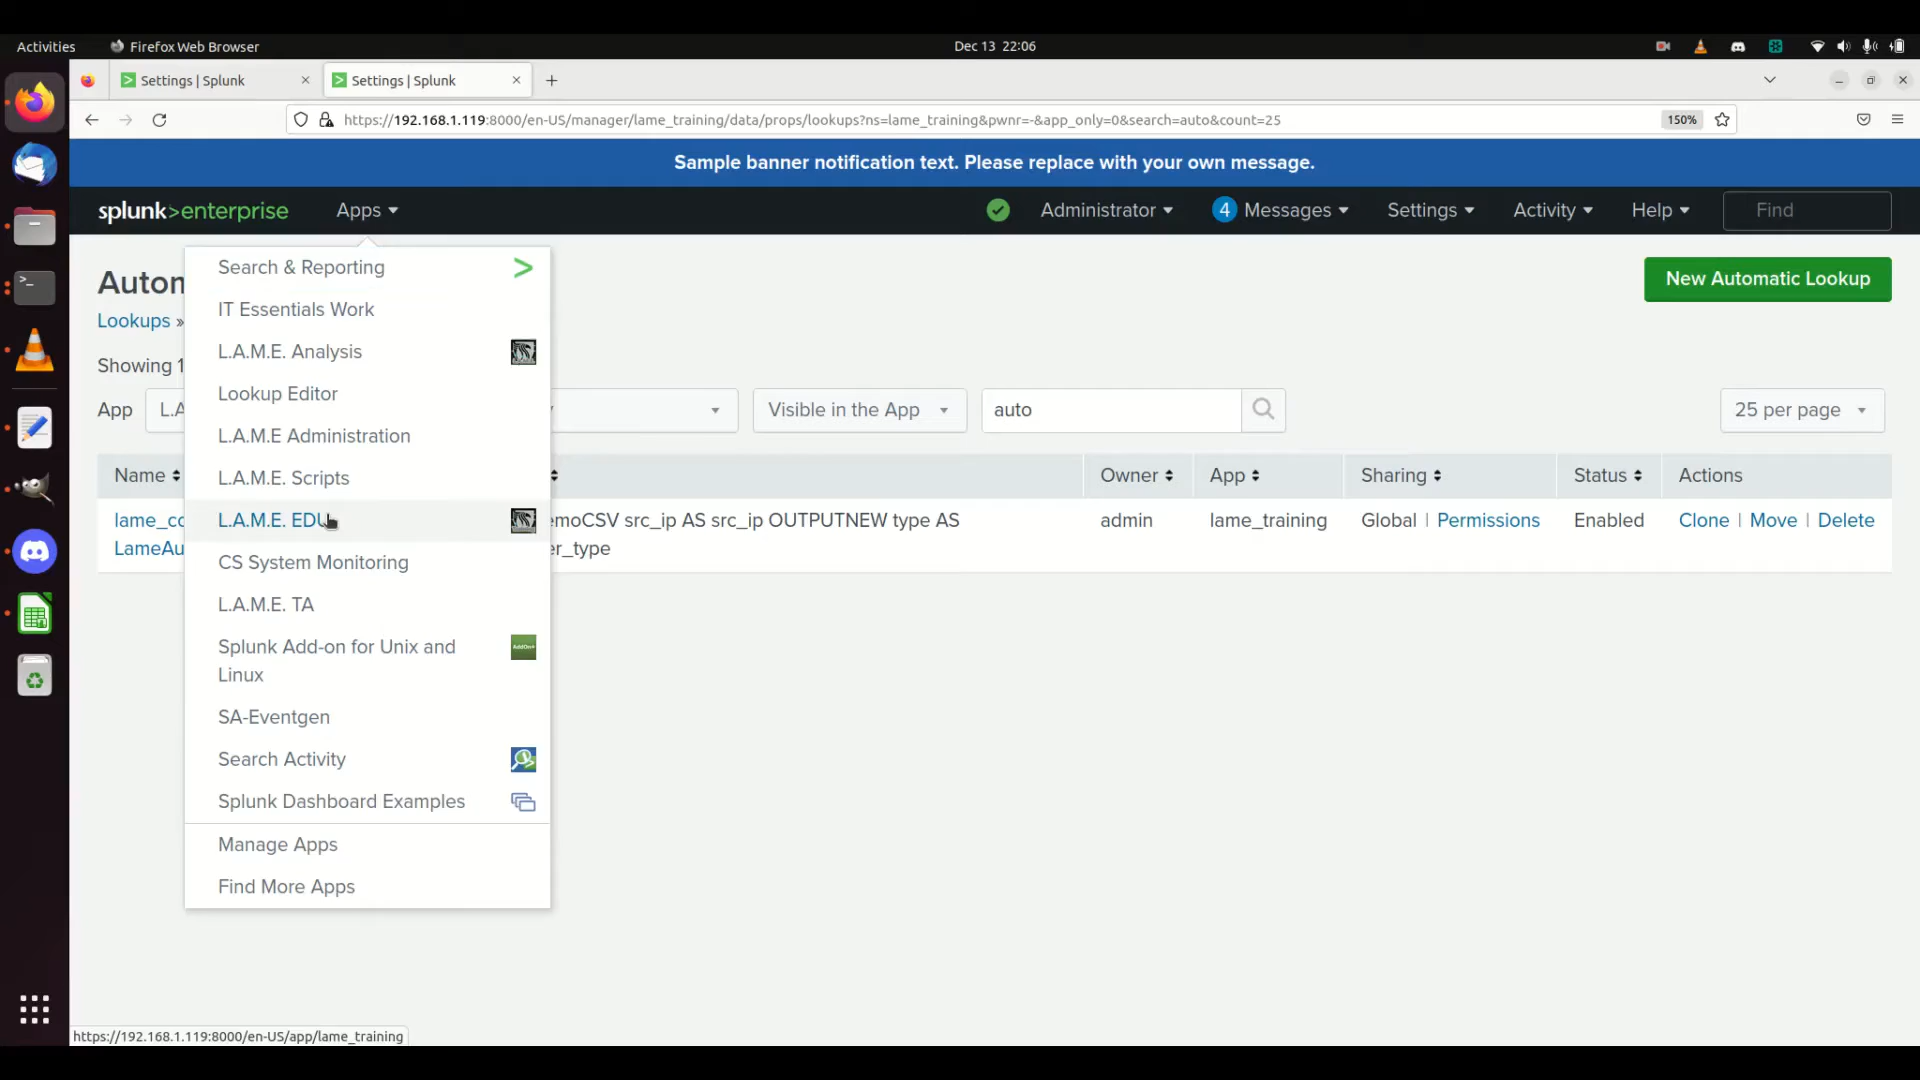 Activities
Firefox Web Browser
Dec 13 22:06
Settings | Splunk
Settings | Splunk
https://192.168.1.119:8000/en-US/manager/lame_training/data/props/lookups?ns=lame_training&pwnr=-&app_only=0&search=auto&count=25
150%
Sample banner notification text. Please replace with your own message.
splunk>enterprise
Apps
Administrator
4 Messages
Settings
Activity
Help
Find
Autom
New Automatic Lookup
Lookups »
Showing 1
App
L.A
Visible in the App
auto
25 per page
Name
Owner
App
Sharing
Status
Actions
lame_co
LameAu
emoCSV src_ip AS src_ip OUTPUTNEW type AS
er_type
admin
lame_training
Global | Permissions
Enabled
Clone | Move | Delete
Search & Reporting
IT Essentials Work
L.A.M.E. Analysis
Lookup Editor
L.A.M.E Administration
L.A.M.E. Scripts
L.A.M.E. EDU
CS System Monitoring
L.A.M.E. TA
Splunk Add-on for Unix and
Linux
SA-Eventgen
Search Activity
Splunk Dashboard Examples
Manage Apps
Find More Apps
https://192.168.1.119:8000/en-US/app/lame_training